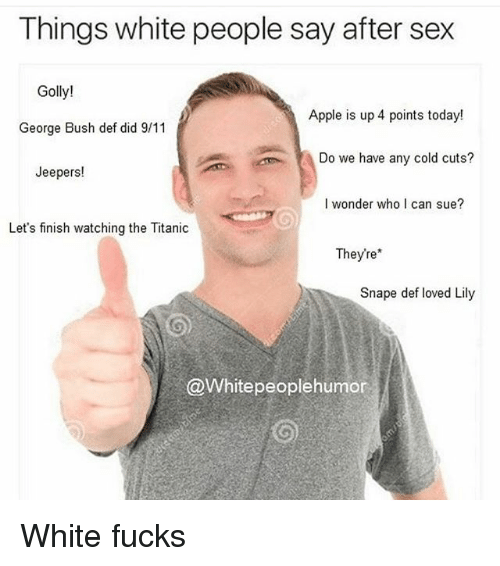 Things white people say after sex
Golly!
Apple is up 4 points today!
George Bush def did 9/11
Do we have any cold cuts?
Jeepers!
I wonder who I can sue?
Let's finish watching the Titanic
They're*
Snape def loved Lily
@Whitepeoplehumor
White fucks